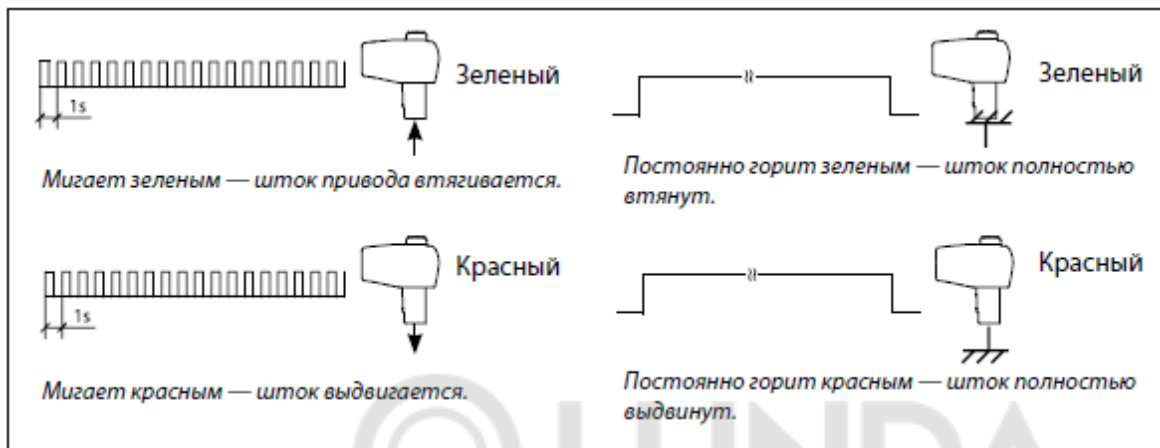 Зеленый
1s
Мигает зеленым — шток привода втягивается.
Зеленый
Постоянно горит зеленым — шток полностью
втянут.
Красный
1s
Мигает красным — шток выдвигается.
Красный
Постоянно горит красным — шток полностью
выдвинут.
LUNDA